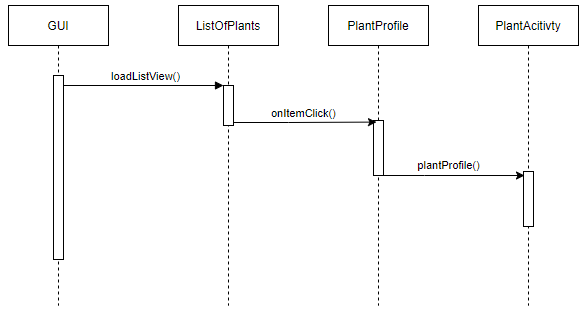 GUI
ListOfPlants
PlantProfile
PlantAcitivty
loadListView()
onItemClick()
plantProfile()